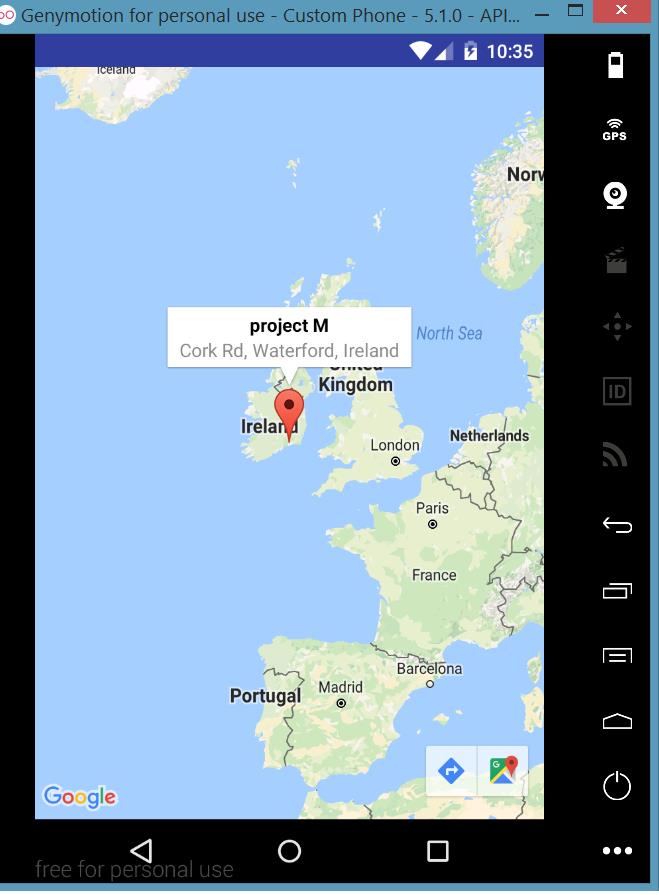 Genymotion for personal use - Custom Phone - 5.1.0 - API...
10:35
GPS
Iceland
Norw
project M
Cork Rd, Waterford, Ireland
North Sea
United
Kingdom
Ireland
London
Netherlands
ID
Paris
France
Barcelona
Portugal
Madrid
G
Google
free for personal use